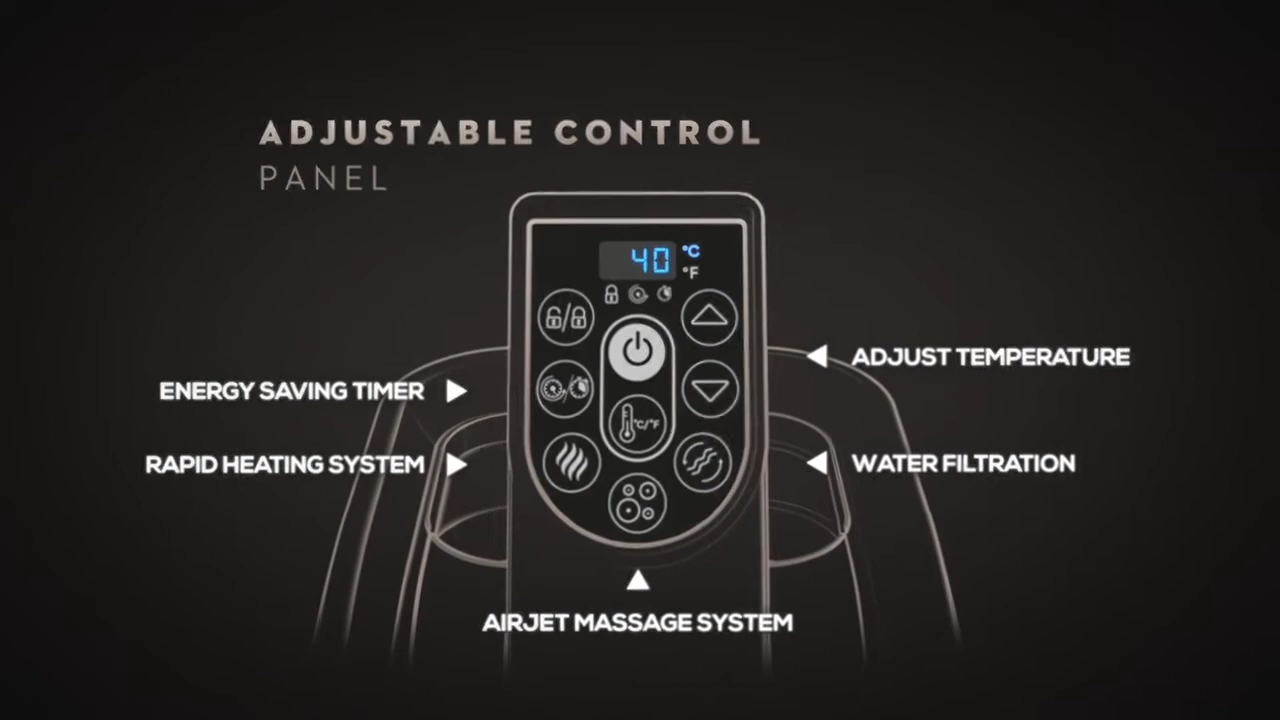 ADJUSTABLE CONTROL
PANEL
40 °C
°F
ADJUST TEMPERATURE
ENERGY SAVING TIMER
°C/°F
RAPID HEATING SYSTEM
WATER FILTRATION
AIRJET MASSAGE SYSTEM